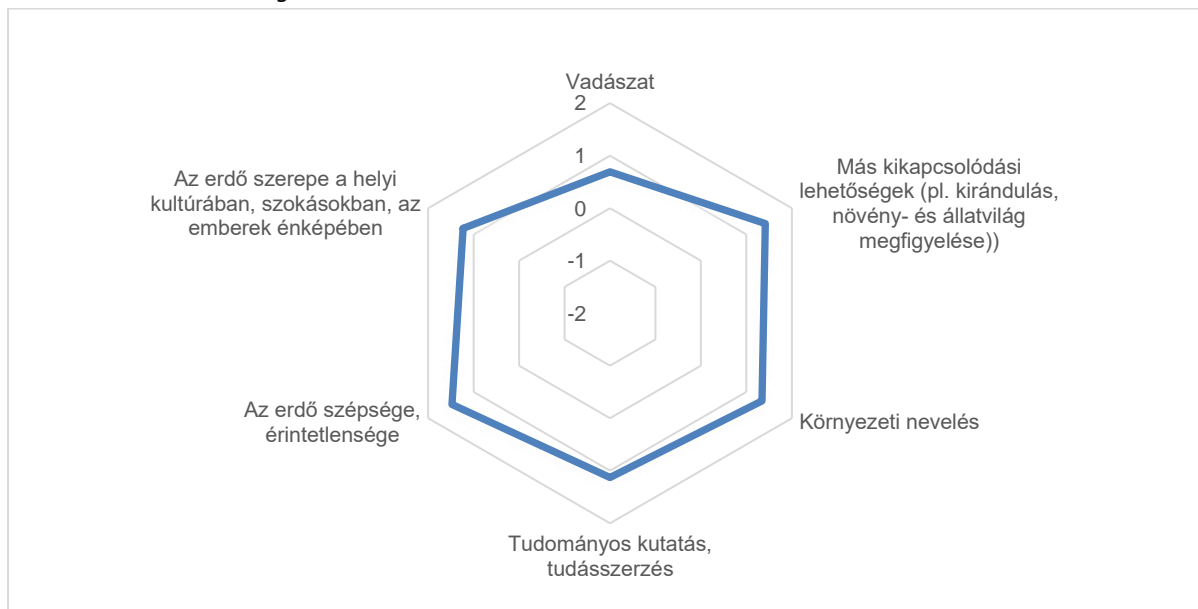 Vadászat
2
1
0
-1
-2
Más kikapcsolódási
lehetőségek (pl. kirándulás,
növény- és állatvilág
megfigyelése))
Környezeti nevelés
Tudományos kutatás,
tudásszerzés
Az erdő szépsége,
érintetlensége
Az erdő szerepe a helyi
kultúrában, szokásokban, az
emberek énképében